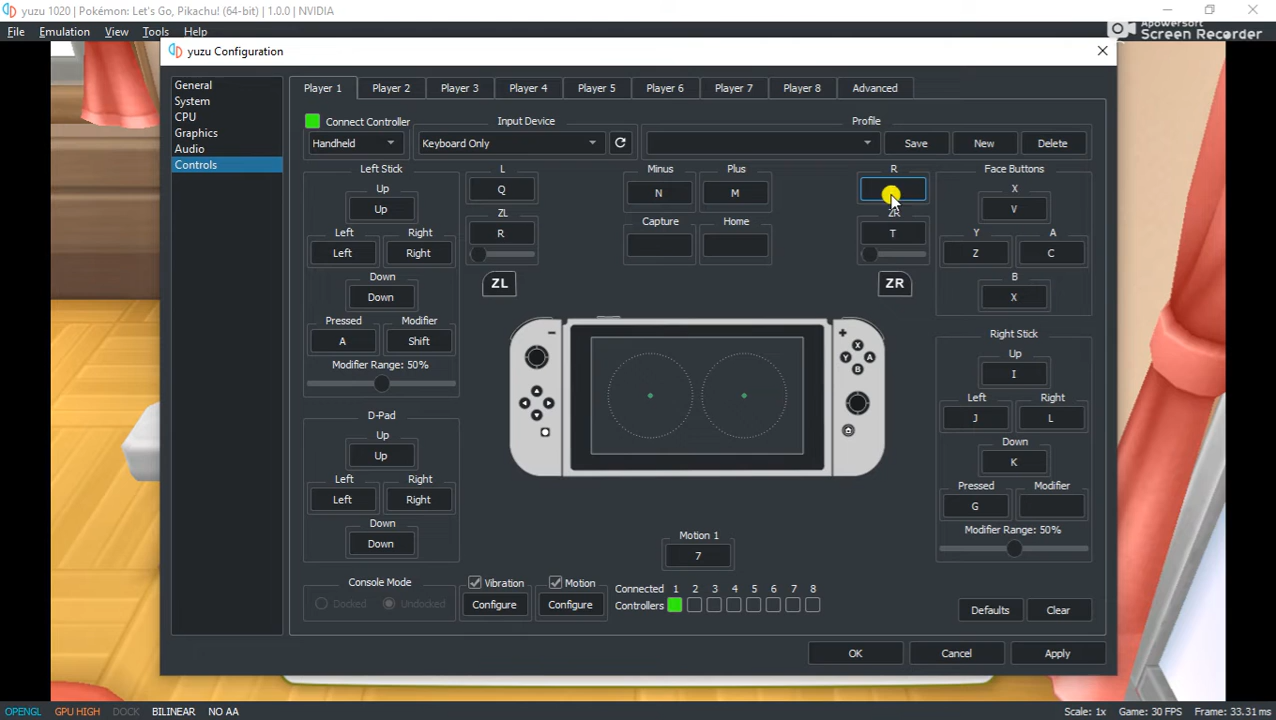 yuzu 1020 | Pokémon: Let's Go, Pikachu! (64-bit) | 1.0.0 | NVIDIA
File Emulation View Tools Help
Apowersoft
Screen Recorder
yuzu Configuration
General
System
CPU
Graphics
Audio
Controls
Player 1 Player 2 Player 3 Player 4 Player 5 Player 6 Player 7 Player 8 Advanced
Connect Controller Input Device Profile
Handheld Keyboard Only Save New Delete
Left Stick L Minus Plus R Face Buttons
Up Q N M X
Up V
ZL Capture Home ZR
Left Right R T Y A
Left Right Z C
Down B
Down ZL ZR X
Pressed Modifier
A Shift
Modifier Range: 50%
X
Y A
B
Right Stick
Up
I
Left Right
J L
D-Pad
Up
Up
Down
K
Left Right
Left Right
Pressed Modifier
G
Down
Down
Modifier Range: 50%
Motion 1
7
Console Mode Vibration Motion Connected 1 2 3 4 5 6 7 8
Docked Undocked Configure Configure Controllers Defaults Clear
OK Cancel Apply
OPENGL GPU HIGH DOCK BILINEAR NO AA Scale: 1x Game: 30 FPS Frame: 33.31 ms